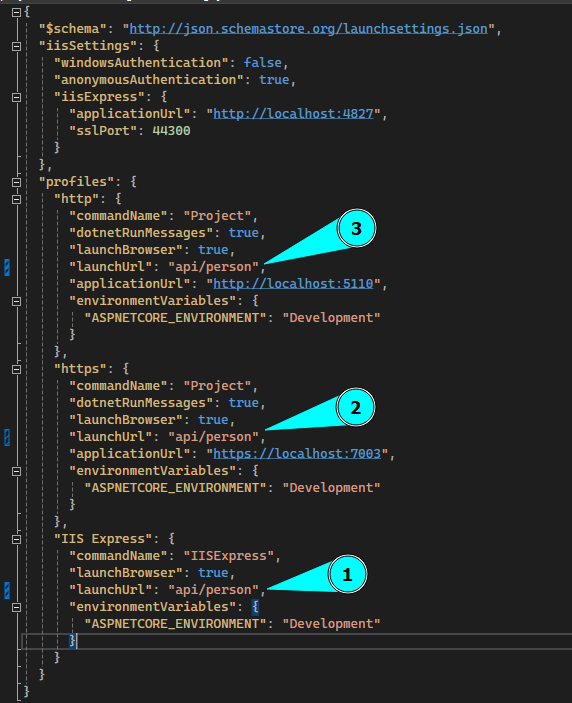 {
"$schema": "http://json.schemastore.org/launchsettings.json",
"iisSettings": {
"windowsAuthentication": false,
"anonymousAuthentication": true,
"iisExpress": {
"applicationUrl": "http://localhost:4827",
"sslPort": 44300
}
},
"profiles": {
"http": {
"commandName": "Project",
"dotnetRunMessages": true,
"launchBrowser": true,
3
"launchUrl": "api/person",
"applicationUrl": "http://localhost:5110",
"environmentVariables": {
"ASPNETCORE_ENVIRONMENT": "Development"
}
},
"https": {
"commandName": "Project",
"dotnetRunMessages": true,
2
"launchBrowser": true,
"launchUrl": "api/person",
"applicationUrl": "https://localhost:7003",
"environmentVariables": {
"ASPNETCORE_ENVIRONMENT": "Development"
}
},
"IIS Express": {
"commandName": "IISExpress",
"launchBrowser": true,
1
"launchUrl": "api/person",
"environmentVariables": {
"ASPNETCORE_ENVIRONMENT": "Development"
}
}
}
}